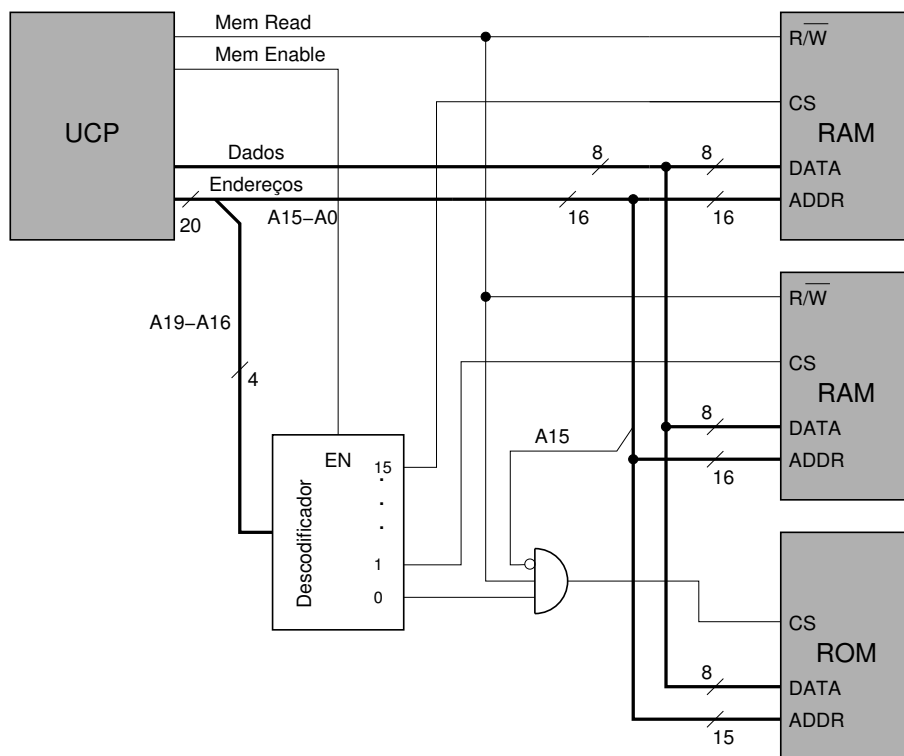 Mem Read
Mem Enable
UCP
Dados
Endereços
20
A15–A0
8
8
16
16
R/W̅
CS
RAM
DATA
ADDR
A19–A16
4
R/W̅
CS
RAM
DATA
ADDR
8
16
A15
EN
Descodificador
15
.
.
.
1
0
CS
ROM
DATA
ADDR
8
15